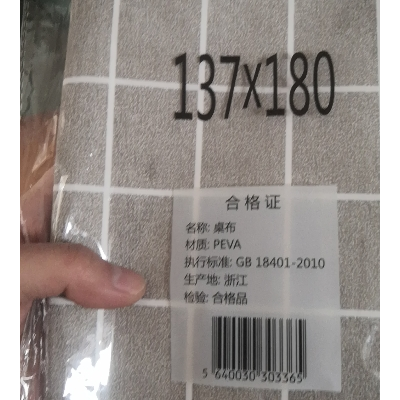 137x180
合格证
名称: 桌布
材质: PEVA
执行标准: GB 18401-2010
生产地: 浙江
检验: 合格品
5 640030 303365